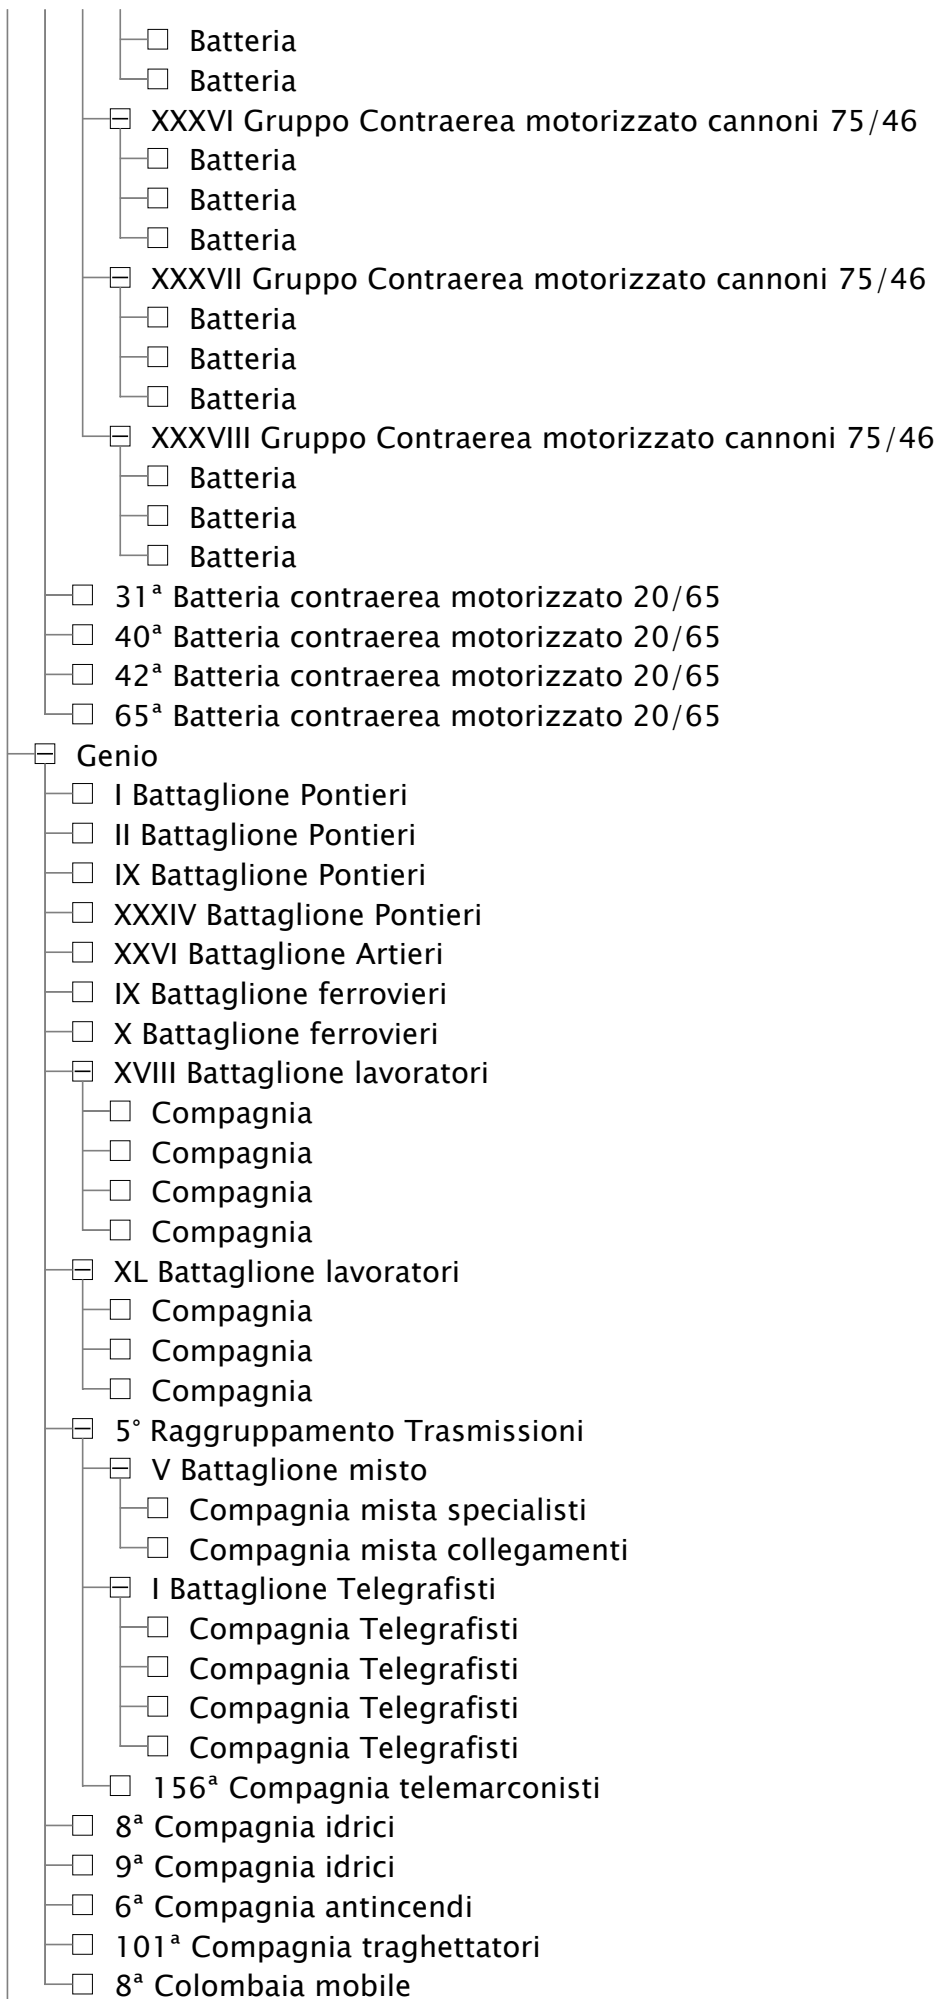 Batteria
Batteria
XXXVI Gruppo Contraerea motorizzato cannoni 75/46
Batteria
Batteria
Batteria
XXXVII Gruppo Contraerea motorizzato cannoni 75/46
Batteria
Batteria
Batteria
XXXVIII Gruppo Contraerea motorizzato cannoni 75/46
Batteria
Batteria
Batteria
31ª Batteria contraerea motorizzato 20/65
40ª Batteria contraerea motorizzato 20/65
42ª Batteria contraerea motorizzato 20/65
65ª Batteria contraerea motorizzato 20/65
Genio
I Battaglione Pontieri
II Battaglione Pontieri
IX Battaglione Pontieri
XXXIV Battaglione Pontieri
XXVI Battaglione Artieri
IX Battaglione ferrovieri
X Battaglione ferrovieri
XVIII Battaglione lavoratori
Compagnia
Compagnia
Compagnia
Compagnia
XL Battaglione lavoratori
Compagnia
Compagnia
Compagnia
5° Raggruppamento Trasmissioni
V Battaglione misto
Compagnia mista specialisti
Compagnia mista collegamenti
I Battaglione Telegrafisti
Compagnia Telegrafisti
Compagnia Telegrafisti
Compagnia Telegrafisti
Compagnia Telegrafisti
156ª Compagnia telemarconisti
8ª Compagnia idrici
9ª Compagnia idrici
6ª Compagnia antincendi
101ª Compagnia traghettatori
8ª Colombaia mobile